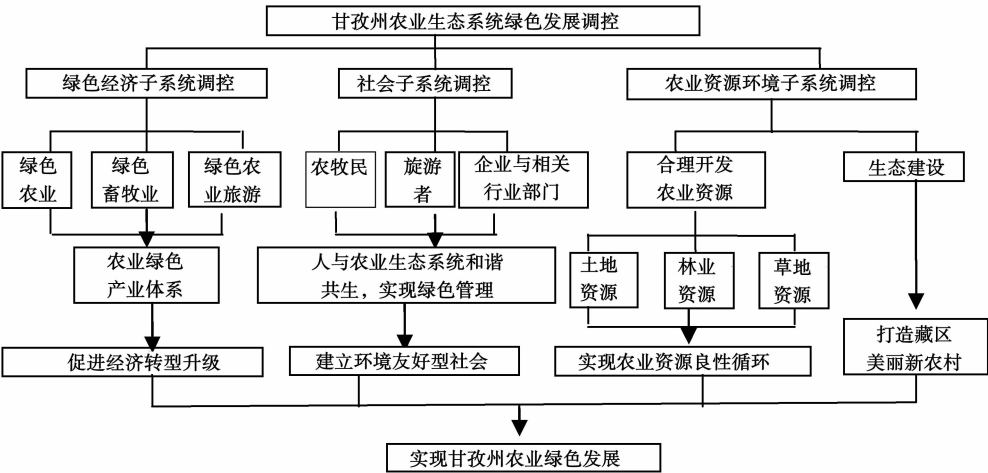 甘孜州农业生态系统绿色发展调控
绿色经济子系统调控
社会子系统调控
农业资源环境子系统调控
绿色
农业
绿色
畜牧业
绿色农
业旅游
农牧民
旅游
者
企业与相关
行业部门
合理开发
农业资源
生态建设
农业绿色
产业体系
人与农业生态系统和谐
共生，实现绿色管理
土地
资源
林业
资源
草地
资源
促进经济转型升级
建立环境友好型社会
实现农业资源良性循环
打造藏区
美丽新农村
实现甘孜州农业绿色发展